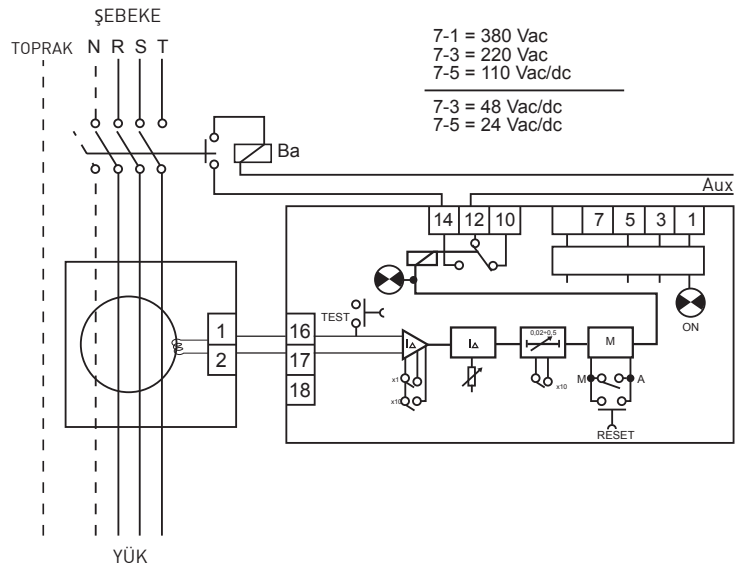 ŞEBEKE
TOPRAK N R S T
7-1 = 380 Vac
7-3 = 220 Vac
7-5 = 110 Vac/dc
7-3 = 48 Vac/dc
7-5 = 24 Vac/dc
Ba
Aux
14 12 10 7 5 3 1
ON
TEST
1
2
16
17
18
I∆
I∆
0,02÷0,5
M
x1
x10
x10
M A
RESET
YÜK